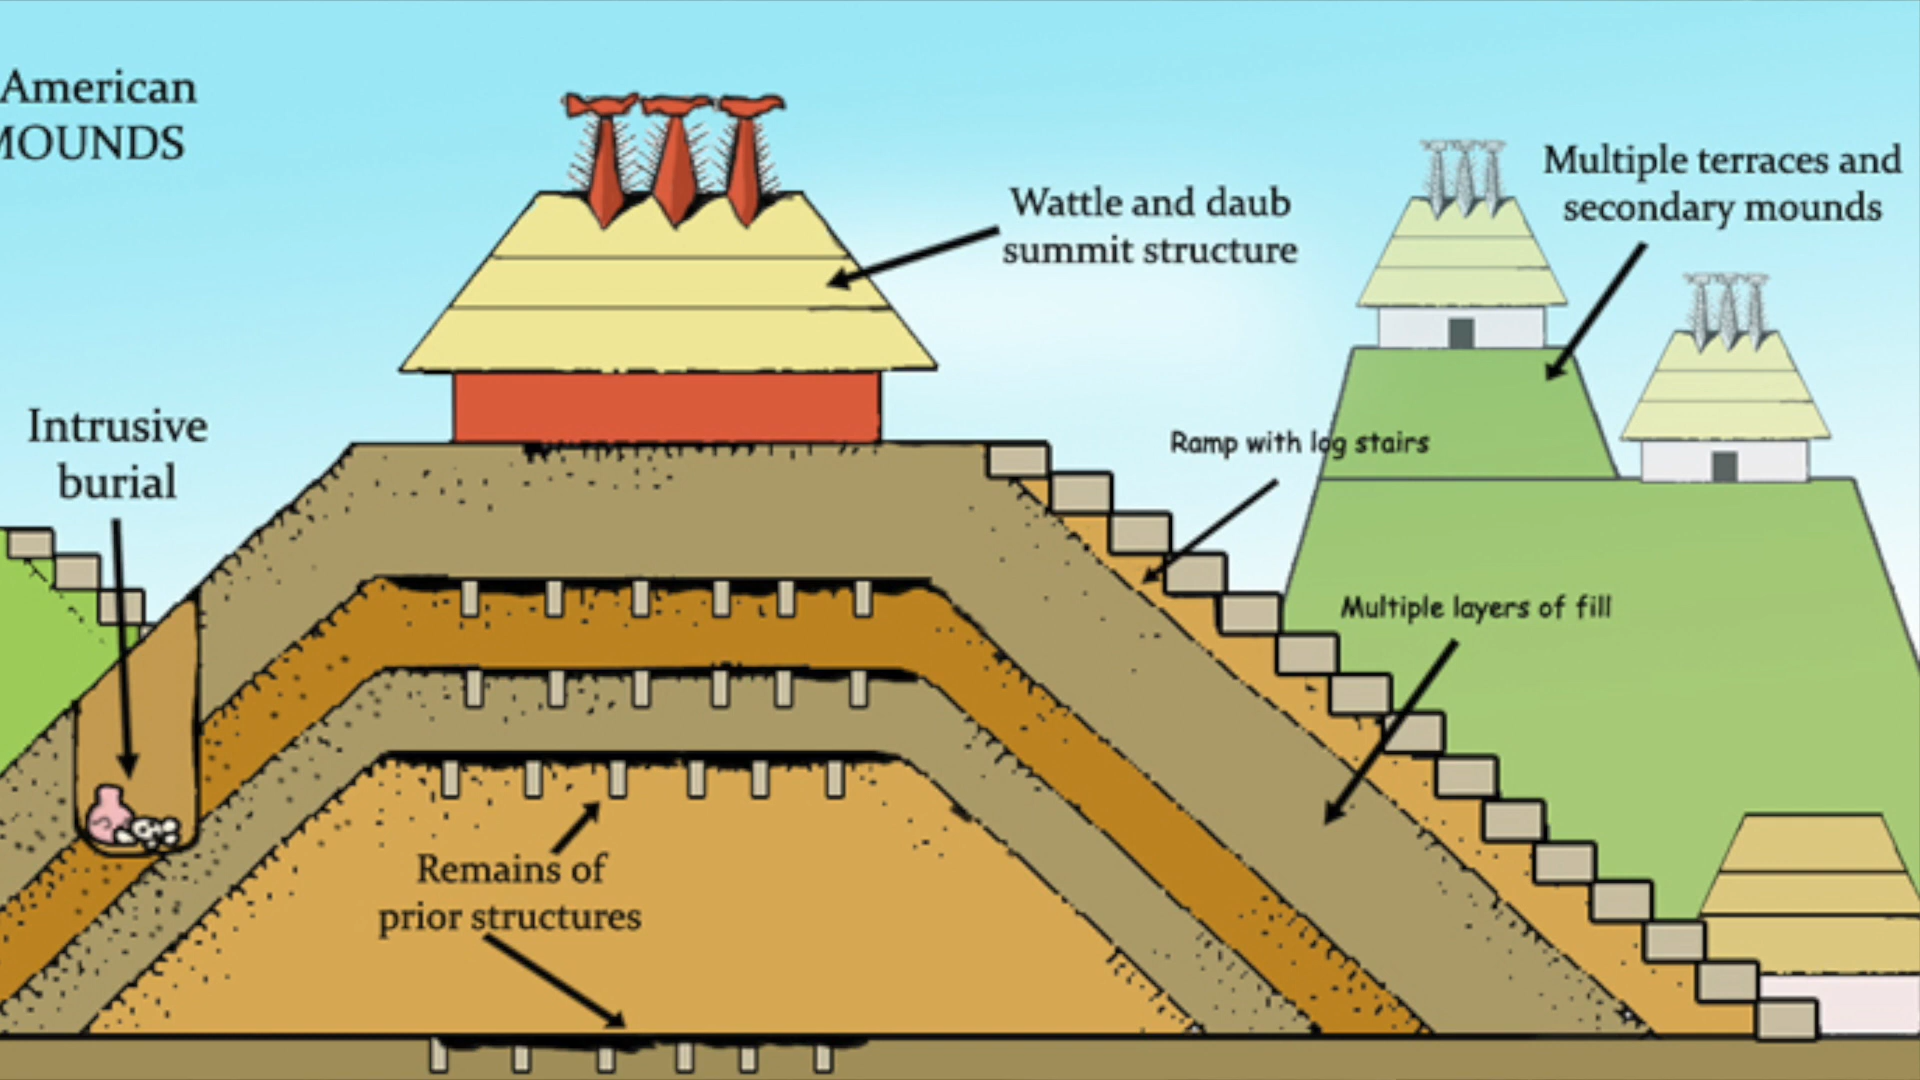 American
MOUNDS
Wattle and daub
summit structure
Multiple terraces and
secondary mounds
Intrusive
burial
Ramp with log stairs
Multiple layers of fill
Remains of
prior structures